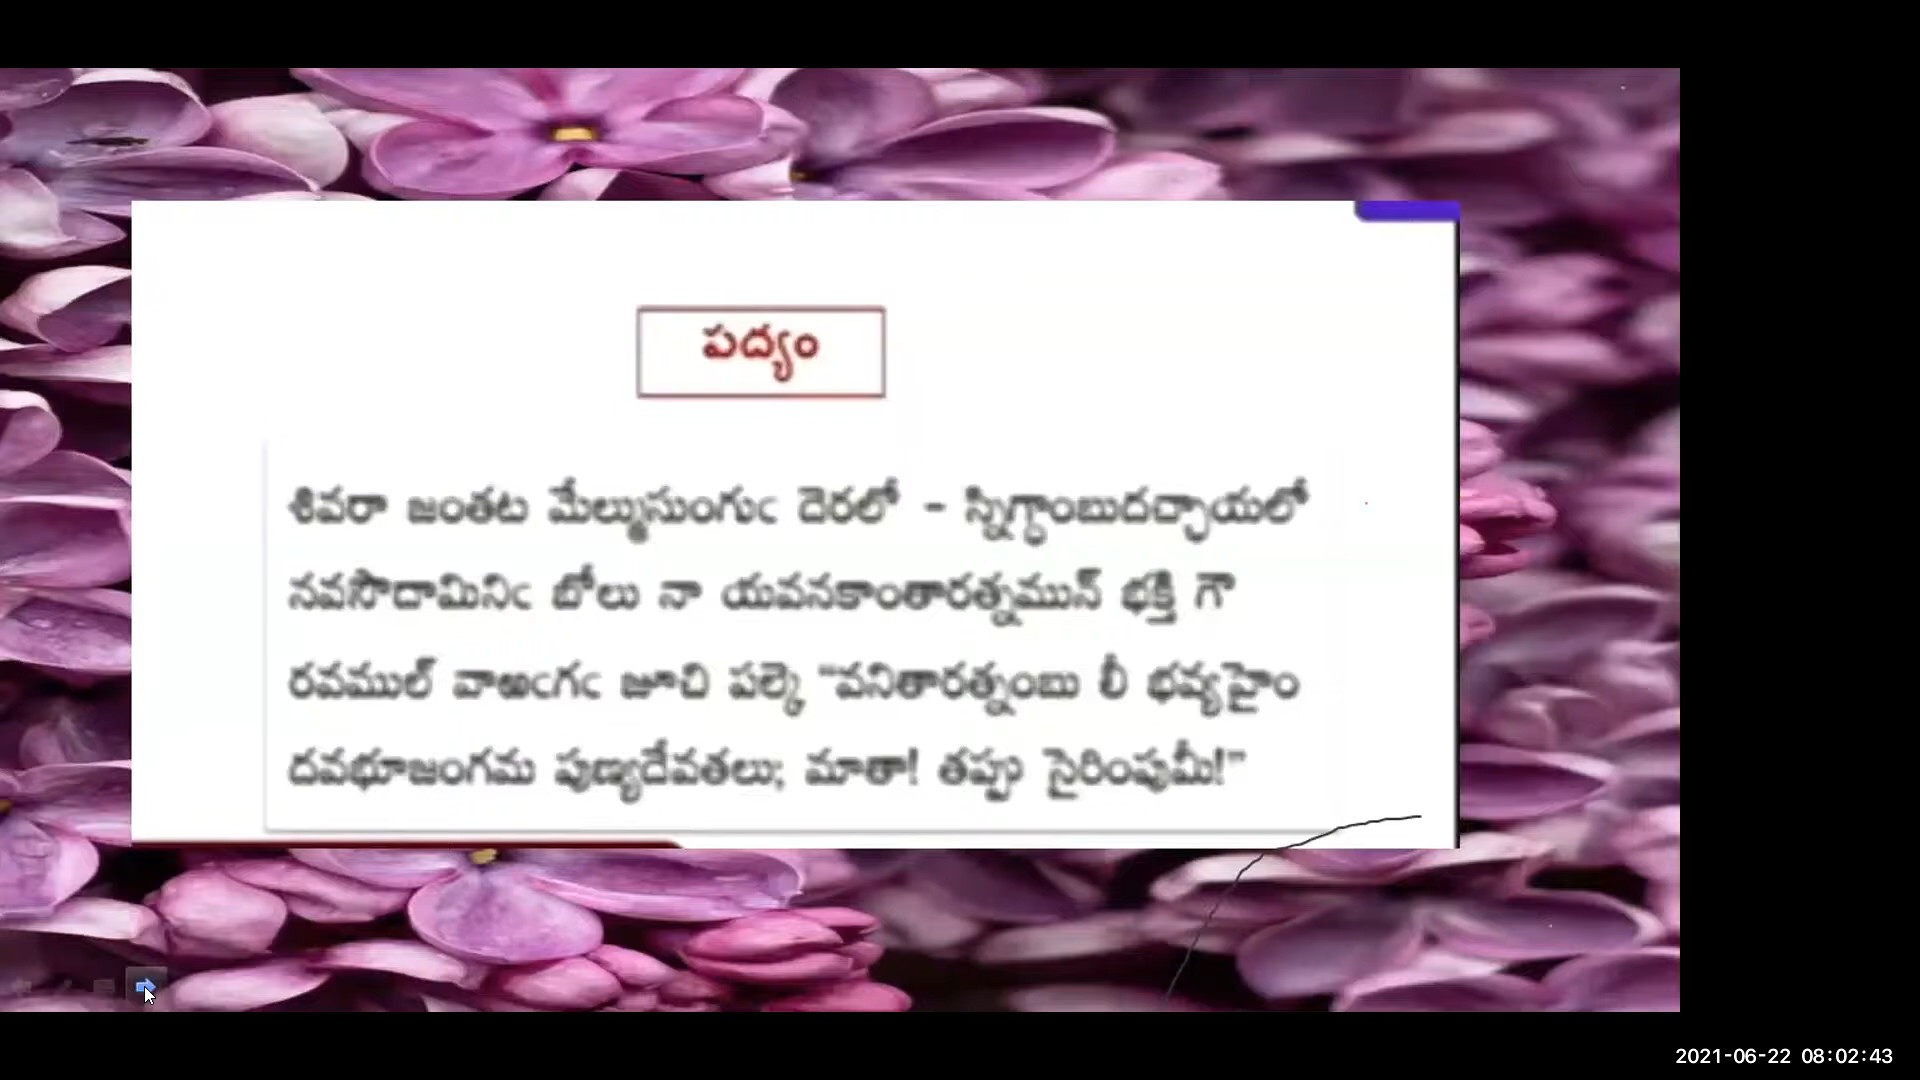 పద్యం
శివరా జంతట మేల్ముసుంగుఁ దెరలో - స్నిగ్ధాంబుదచ్ఛాయలో
నవసౌదామినిఁ బోలు నా యవనకాంతారత్నమున్ భక్తి గౌ
రవముల్ వాఱఁగఁ జూచి పల్కె “వనితారత్నంబు లీ భవ్యహైం
దవభూజంగమ పుణ్యదేవతలు; మాతా! తప్పు సైరింపుమీ!”
2021-06-22 08:02:43